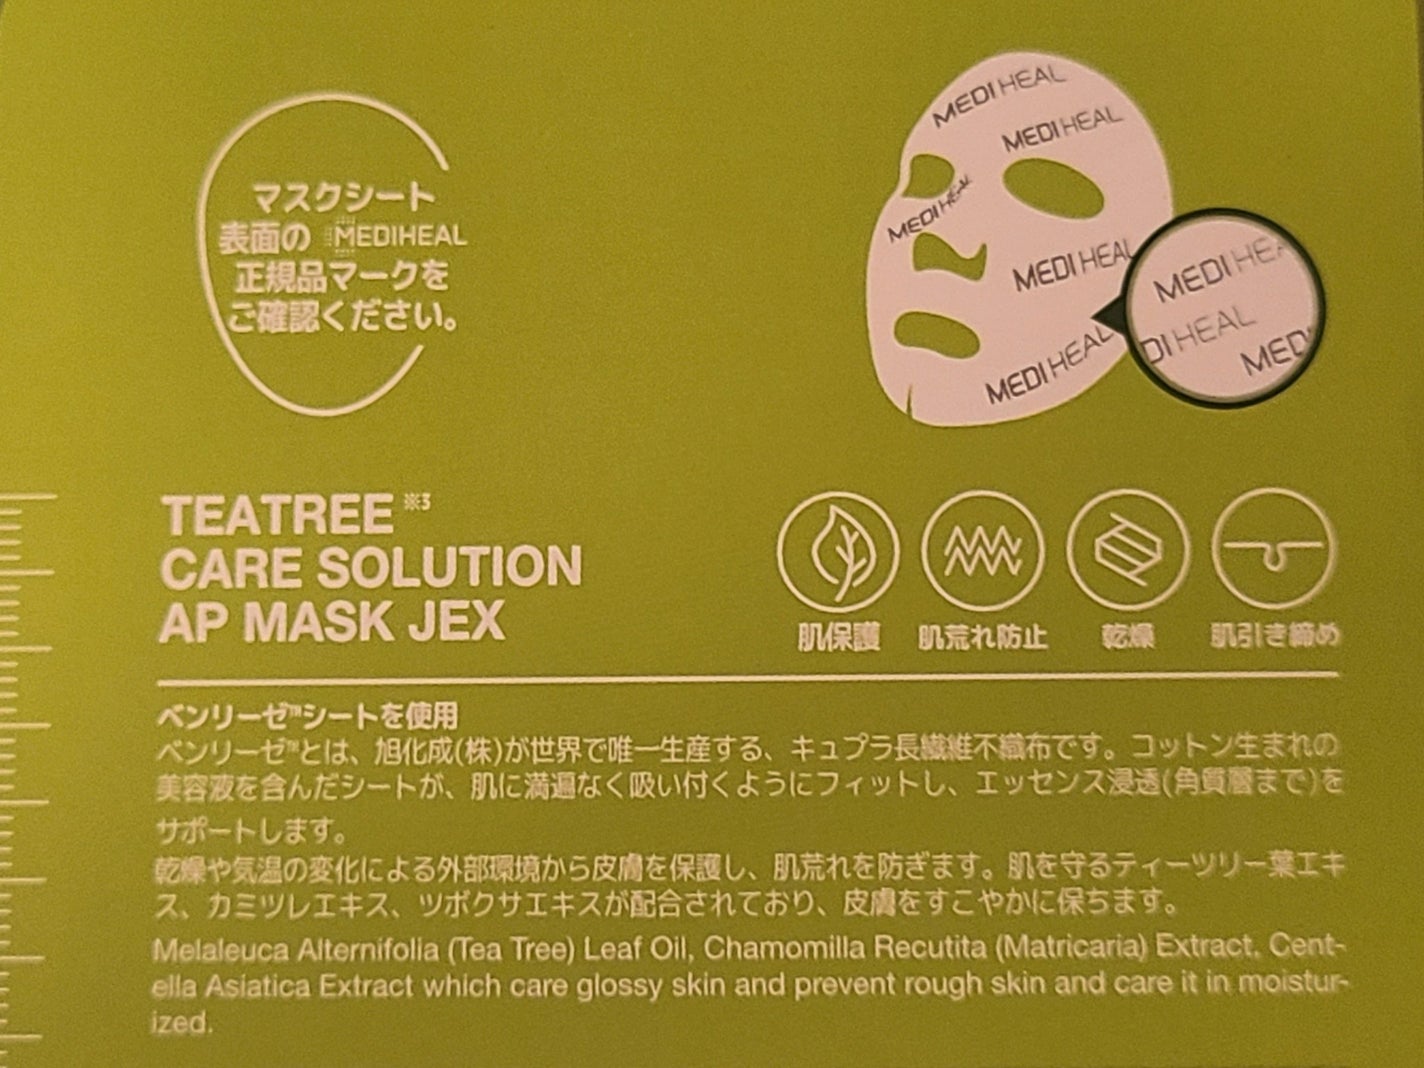 マスクシート
表面の MEDIHEAL
正規品マークを
ご確認ください。
MEDIHEAL
MEDIHEAL
MEDIHEAL
MEDIHEAL
MEDIHEAL
MEDI HEA
DI HEAL
MED
TEATREE ※3
CARE SOLUTION
AP MASK JEX
肌保護 肌荒れ防止 乾燥 肌引き締め
ベンリーゼ™シートを使用
ベンリーゼ™とは、旭化成(株)が世界で唯一生産する、キュプラ長繊維不織布です。コットン生まれの
美容液を含んだシートが、肌に満遍なく吸い付くようにフィットし、エッセンス浸透(角質層まで)を
サポートします。
乾燥や気温の変化による外部環境から皮膚を保護し、肌荒れを防ぎます。肌を守るティーツリー葉エキ
ス、カミツレエキス、ツボクサエキスが配合されており、皮膚をすこやかに保ちます。
Melaleuca Alternifolia (Tea Tree) Leaf Oil, Chamomilla Recutita (Matricaria) Extract, Cent-
ella Asiatica Extract which care glossy skin and prevent rough skin and care it in moistur-
ized.